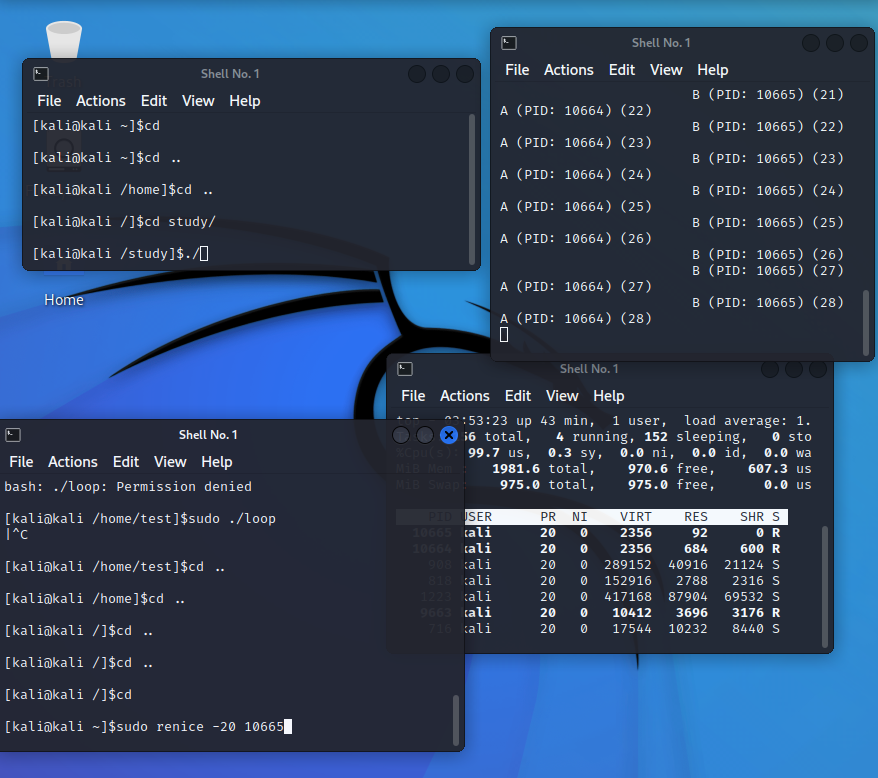 Shell No. 1
File Actions Edit View Help
[kali@kali ~]$cd
[kali@kali ~]$cd ..
[kali@kali /home]$cd ..
[kali@kali /]$cd study/
[kali@kali /study]$./
Home
Shell No. 1
File Actions Edit View Help
B (PID: 10665) (21)
A (PID: 10664) (22)
B (PID: 10665) (22)
A (PID: 10664) (23)
B (PID: 10665) (23)
A (PID: 10664) (24)
B (PID: 10665) (24)
A (PID: 10664) (25)
B (PID: 10665) (25)
A (PID: 10664) (26)
B (PID: 10665) (26)
B (PID: 10665) (27)
A (PID: 10664) (27)
B (PID: 10665) (28)
A (PID: 10664) (28)
Shell No. 1
File Actions Edit View Help
top 02:53:23 up 43 min, 1 user, load average: 1.
56 total, 4 running, 152 sleeping, 0 sto
%Cpu(s): 99.7 us, 0.3 sy, 0.0 ni, 0.0 id, 0.0 wa
MiB Mem : 1981.6 total, 970.6 free, 607.3 us
MiB Swap: 975.0 total, 975.0 free, 0.0 us
PID USER PR NI VIRT RES SHR S
10665 kali 20 0 2356 92 0 R
10664 kali 20 0 2356 684 600 R
kali 20 0 289152 40916 21124 S
kali 20 0 152916 2788 2316 S
1223 kali 20 0 417168 87904 69532 S
9663 kali 20 0 10412 3696 3176 R
716 kali 20 0 17544 10232 8440 S
Shell No. 1
File Actions Edit View Help
bash: ./loop: Permission denied
[kali@kali /home/test]$sudo ./loop
|^C
[kali@kali /home/test]$cd ..
[kali@kali /home]$cd ..
[kali@kali /]$cd ..
[kali@kali /]$cd ..
[kali@kali /]$cd
[kali@kali ~]$sudo renice -20 10665